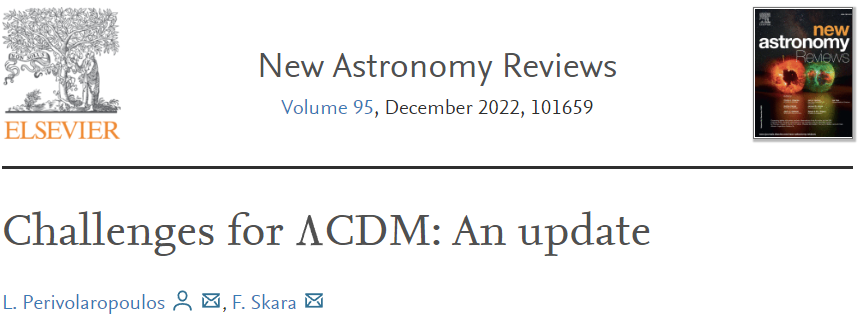 ELSEVIER
New Astronomy Reviews
Volume 95, December 2022, 101659
new
astronomy
Reviews
Challenges for ΛCDM: An update
L. Perivolaropoulos, F. Skara